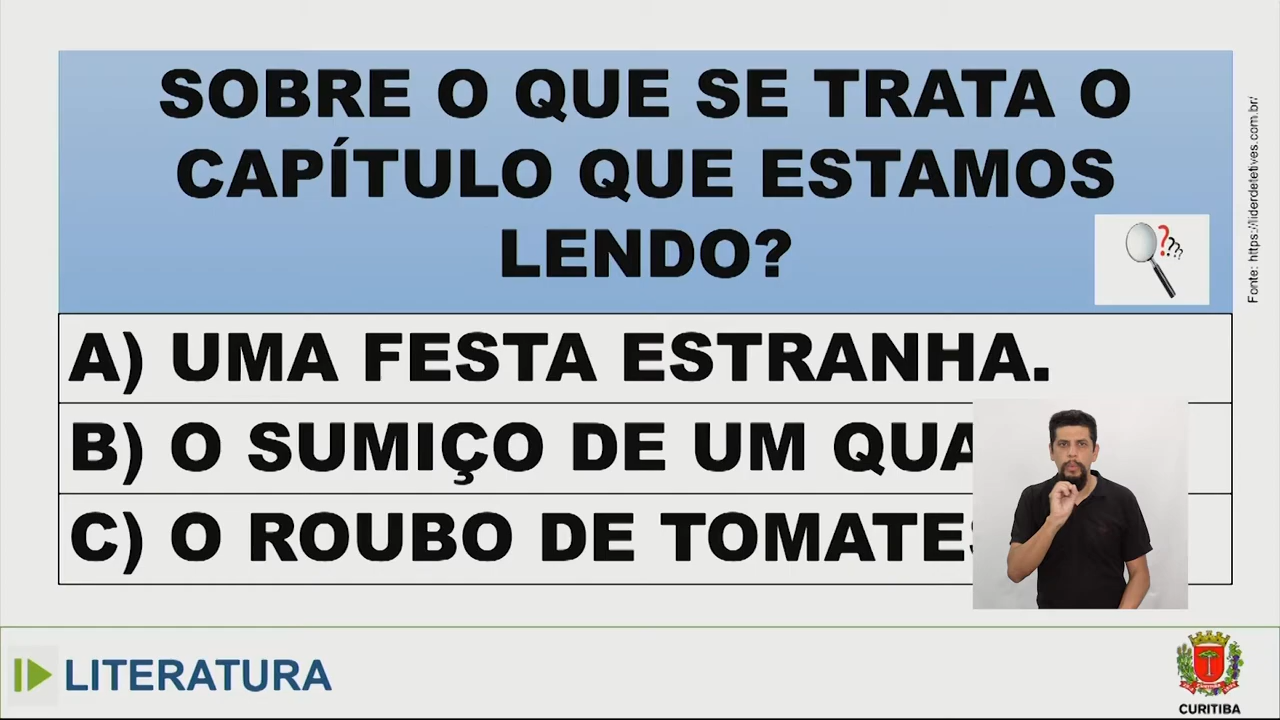 SOBRE O QUE SE TRATA O
CAPÍTULO QUE ESTAMOS
LENDO?
Fonte: https://liderdetetives.com.br/
A) UMA FESTA ESTRANHA.
B) O SUMIÇO DE UM
C) O ROUBO DE TOMATES
LITERATURA
CURITIBA